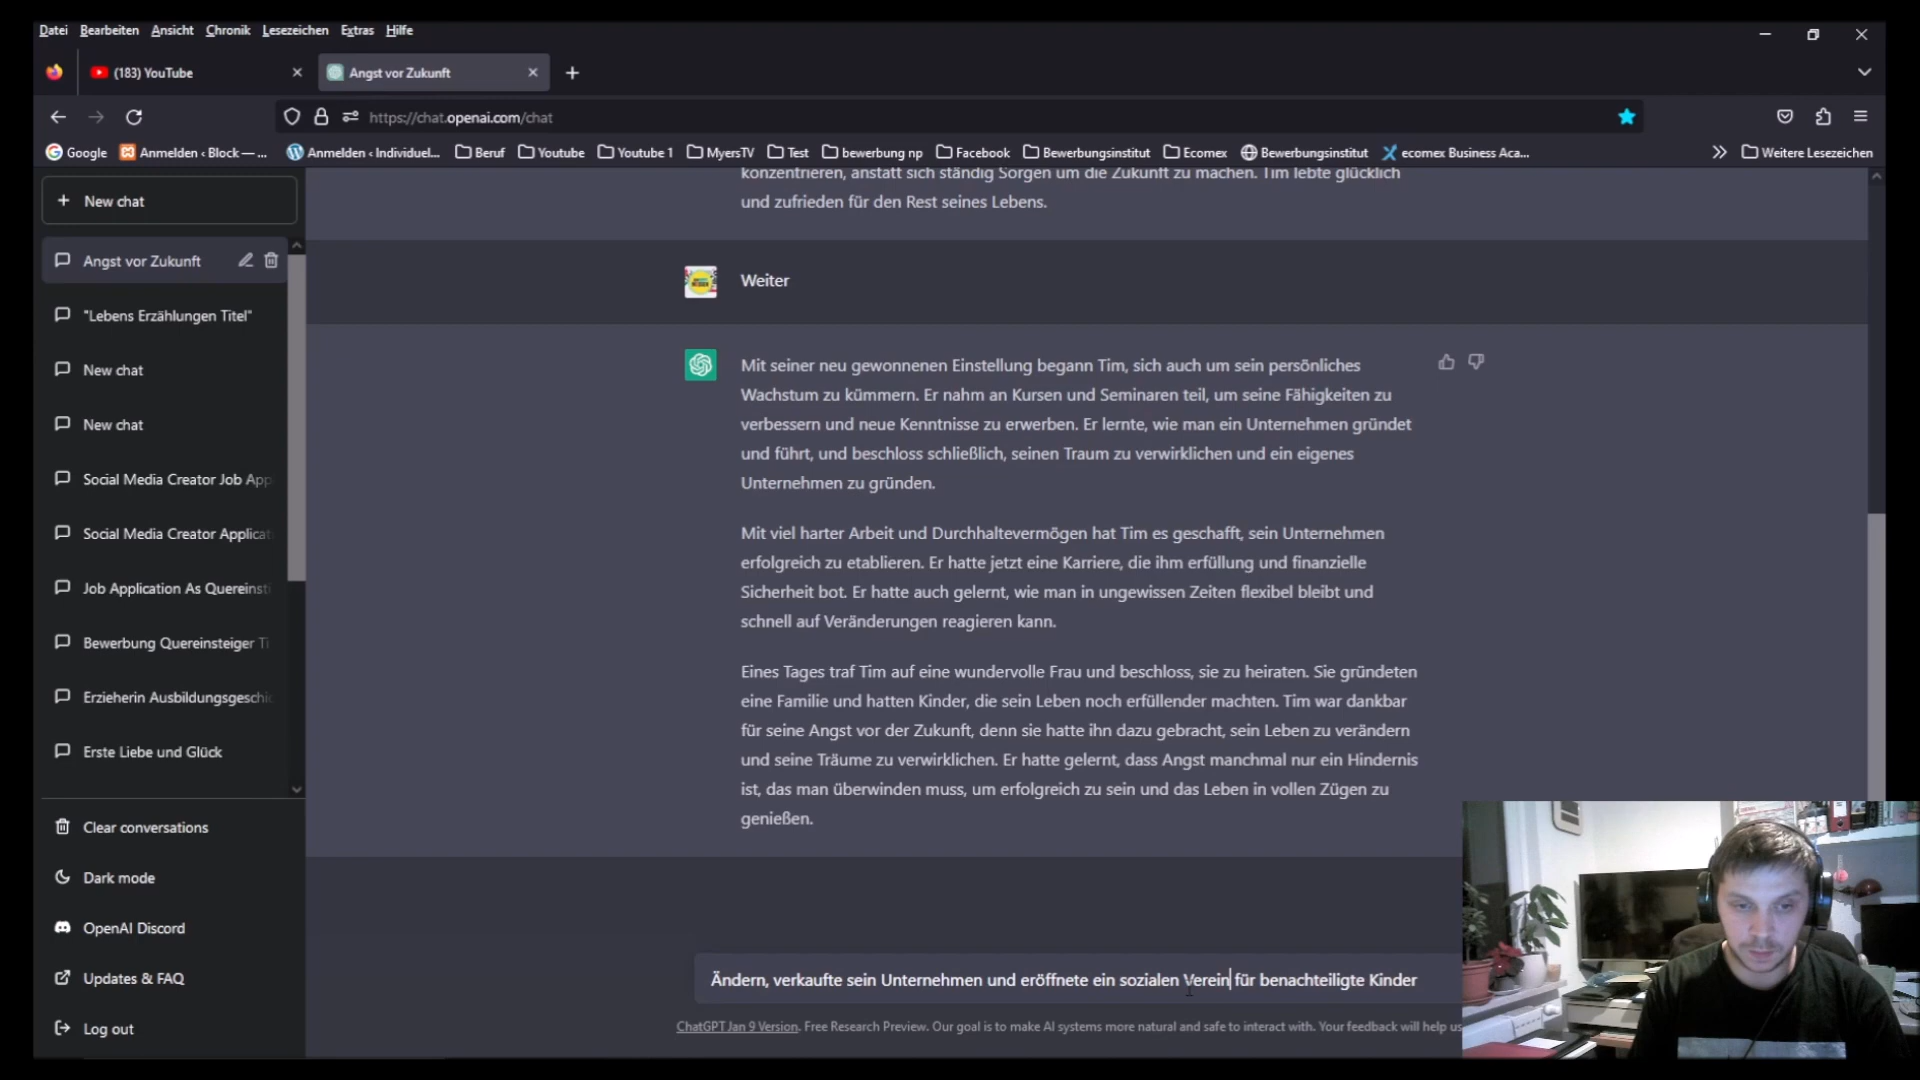 Datei Bearbeiten Ansicht Chronik Lesezeichen Extras Hilfe
(183) YouTube
Angst vor Zukunft
https://chat.openai.com/chat
Google
Anmelden ‹ Block — ...
Anmelden ‹ Individuel...
Beruf
Youtube
Youtube 1
MyersTV
Test
bewerbung np
Facebook
Bewerbungsinstitut
Ecomex
Bewerbungsinstitut
ecomex Business Aca...
Weitere Lesezeichen
New chat
Angst vor Zukunft
"Lebens Erzählungen Titel"
New chat
New chat
Social Media Creator Job App
Social Media Creator Applicat
Job Application As Quereinst
Bewerbung Quereinsteiger Ti
Erzieherin Ausbildungsgeschi
Erste Liebe und Glück
Clear conversations
Dark mode
OpenAI Discord
Updates & FAQ
Log out
konzentrieren, anstatt sich ständig Sorgen um die Zukunft zu machen. Tim lebte glücklich
und zufrieden für den Rest seines Lebens.
Weiter
Mit seiner neu gewonnenen Einstellung begann Tim, sich auch um sein persönliches
Wachstum zu kümmern. Er nahm an Kursen und Seminaren teil, um seine Fähigkeiten zu
verbessern und neue Kenntnisse zu erwerben. Er lernte, wie man ein Unternehmen gründet
und führt, und beschloss schließlich, seinen Traum zu verwirklichen und ein eigenes
Unternehmen zu gründen.
Mit viel harter Arbeit und Durchhaltevermögen hat Tim es geschafft, sein Unternehmen
erfolgreich zu etablieren. Er hatte jetzt eine Karriere, die ihm erfüllung und finanzielle
Sicherheit bot. Er hatte auch gelernt, wie man in ungewissen Zeiten flexibel bleibt und
schnell auf Veränderungen reagieren kann.
Eines Tages traf Tim auf eine wundervolle Frau und beschloss, sie zu heiraten. Sie gründeten
eine Familie und hatten Kinder, die sein Leben noch erfüllender machten. Tim war dankbar
für seine Angst vor der Zukunft, denn sie hatte ihn dazu gebracht, sein Leben zu verändern
und seine Träume zu verwirklichen. Er hatte gelernt, dass Angst manchmal nur ein Hindernis
ist, das man überwinden muss, um erfolgreich zu sein und das Leben in vollen Zügen zu
genießen.
Ändern, verkaufte sein Unternehmen und eröffnete ein sozialen Verein für benachteiligte Kinder
ChatGPT Jan 9 Version. Free Research Preview. Our goal is to make AI systems more natural and safe to interact with. Your feedback will help us